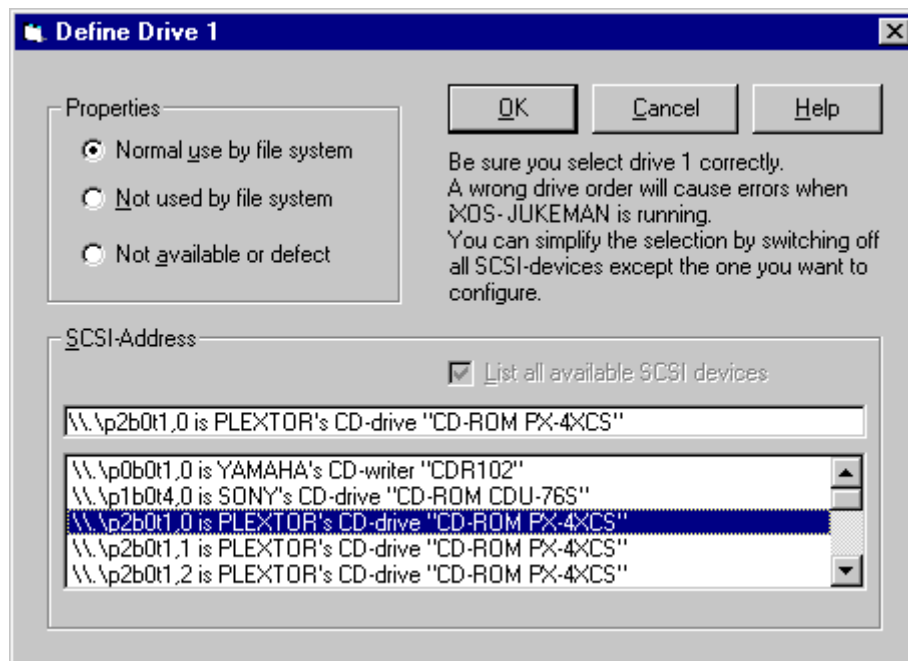 Define Drive 1
Properties
Normal use by file system
Not used by file system
Not available or defect
OK
Cancel
Help
Be sure you select drive 1 correctly.
A wrong drive order will cause errors when
iXOS- JUKEMAN is running.
You can simplify the selection by switching off
all SCSI-devices except the one you want to
configure.
SCSI-Address
List all available SCSI devices
\\.\p2b0t1,0 is PLEXTOR's CD-drive "CD-ROM PX-4XCS"
\\.\p0b0t1,0 is YAMAHA's CD-writer "CDR102"
\\.\p1b0t4,0 is SONY's CD-drive "CD-ROM CDU-76S"
\\.\p2b0t1,0 is PLEXTOR's CD-drive "CD-ROM PX-4XCS"
\\.\p2b0t1,1 is PLEXTOR's CD-drive "CD-ROM PX-4XCS"
\\.\p2b0t1,2 is PLEXTOR's CD-drive "CD-ROM PX-4XCS"